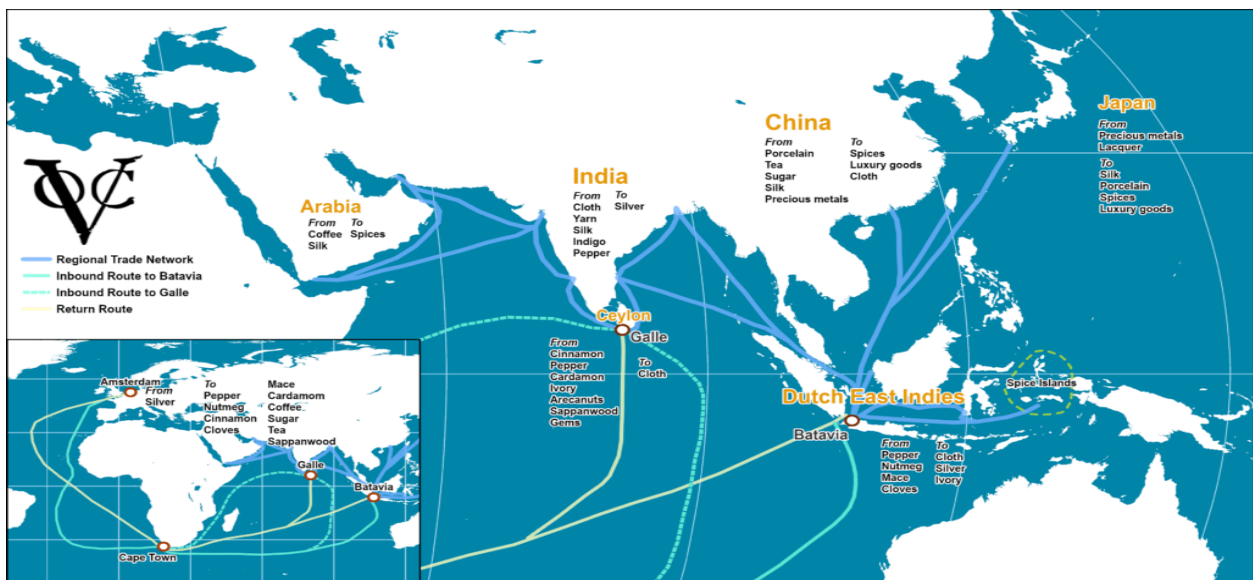 Japan
From
Precious metals
Lacquer
To
Silk
Porcelain
Spices
Luxury goods
China
From
Porcelain
Tea
Sugar
Silk
Precious metals
To
Spices
Luxury goods
Cloth
India
From
Cloth
Yarn
Silk
Indigo
Pepper
To
Silver
Arabia
From
Coffee
Silk
To
Spices
VOC
Regional Trade Network
Inbound Route to Batavia
Inbound Route to Galle
Return Route
Ceylon
Galle
From
Cinnamon
Pepper
Cardamon
Ivory
Arecanuts
Sappanwood
Gems
To
Cloth
Spice Islands
Dutch East Indies
Batavia
From
Pepper
Nutmeg
Mace
Cloves
To
Cloth
Silver
Ivory
Amsterdam
From
Silver
To
Pepper
Nutmeg
Cinnamon
Cloves
Mace
Cardamom
Coffee
Sugar
Tea
Sappanwood
Galle
Batavia
Cape Town